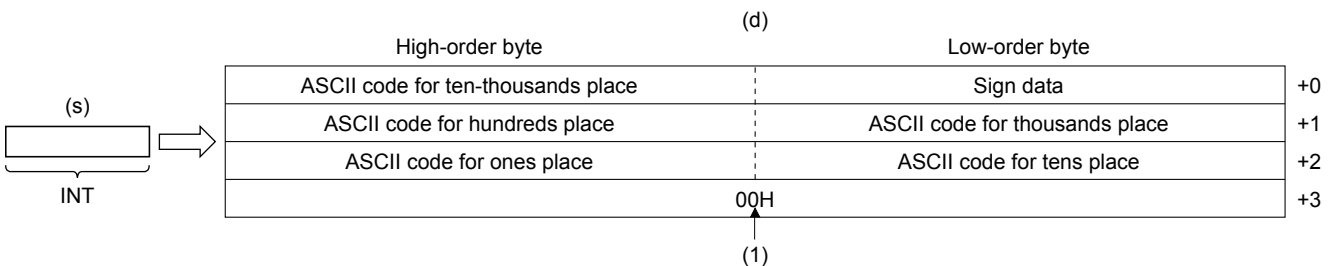 (d)
High-order byte Low-order byte
ASCII code for ten-thousands place Sign data +0
(s)
ASCII code for hundreds place ASCII code for thousands place +1
ASCII code for ones place ASCII code for tens place +2
INT
00H +3
(1)